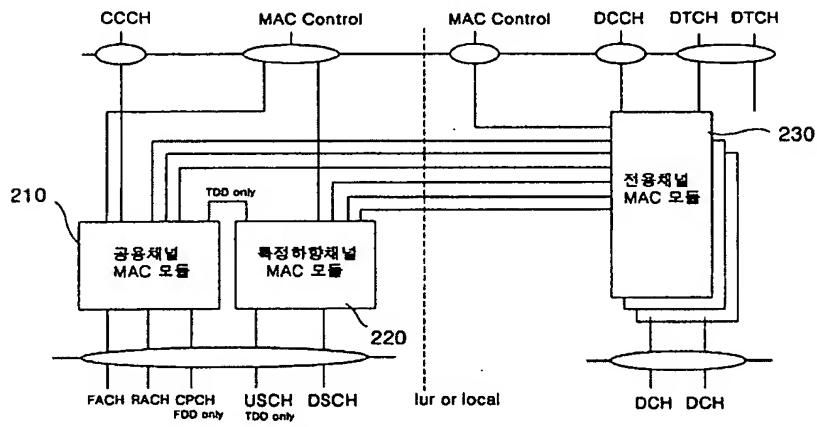 CCCH
MAC Control
MAC Control
DCCH
DTCH
DTCH
230
전용채널
MAC 모듈
210
TDD only
공용채널
MAC 모듈
특정하향채널
MAC 모듈
220
FACH
RACH
CPCH
FDD only
USCH
TDD only
DSCH
Iur or local
DCH
DCH